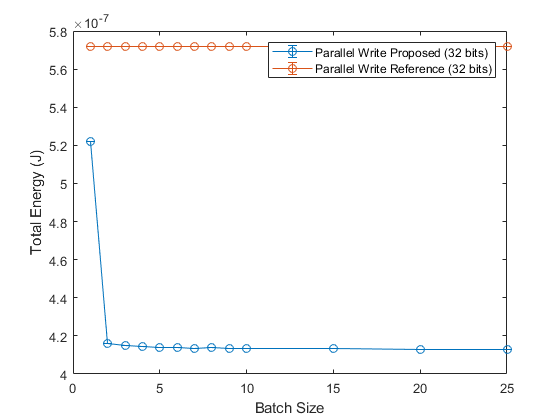 ×10⁻⁷
5.8
5.6
5.4
5.2
5
4.8
4.6
4.4
4.2
4
Total Energy (J)
Parallel Write Proposed (32 bits)
Parallel Write Reference (32 bits)
0 5 10 15 20 25
Batch Size